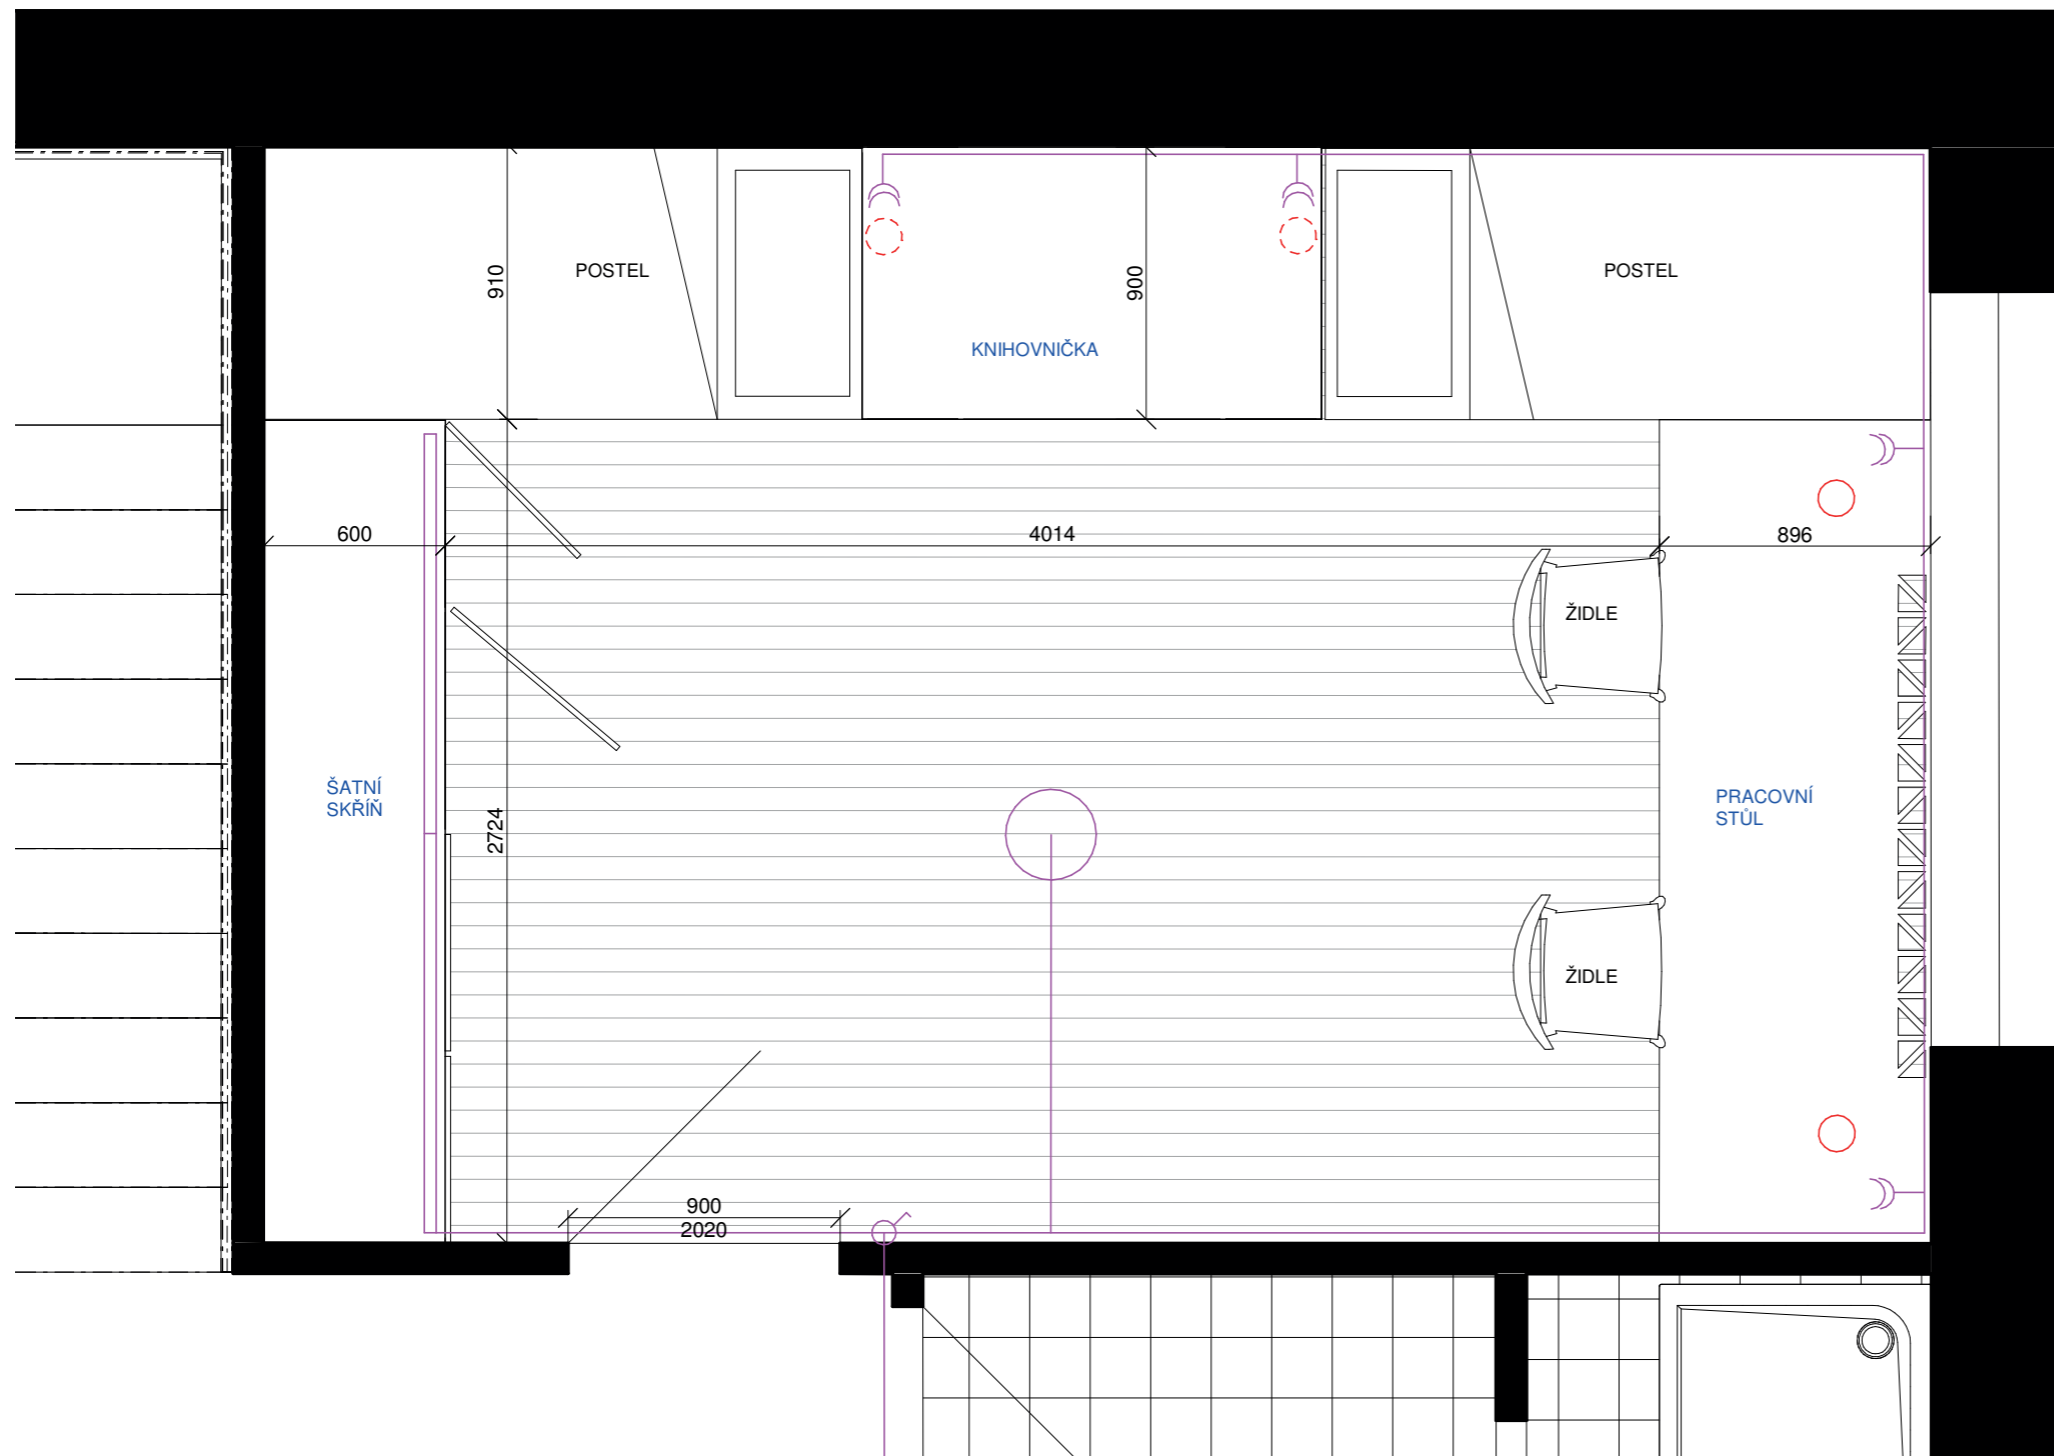 910
POSTEL
900
KNIHOVNIČKA
POSTEL
600
4014
896
ŽIDLE
ŠATNÍ
SKŘÍŇ
2724
PRACOVNÍ
STŮL
ŽIDLE
900
2020